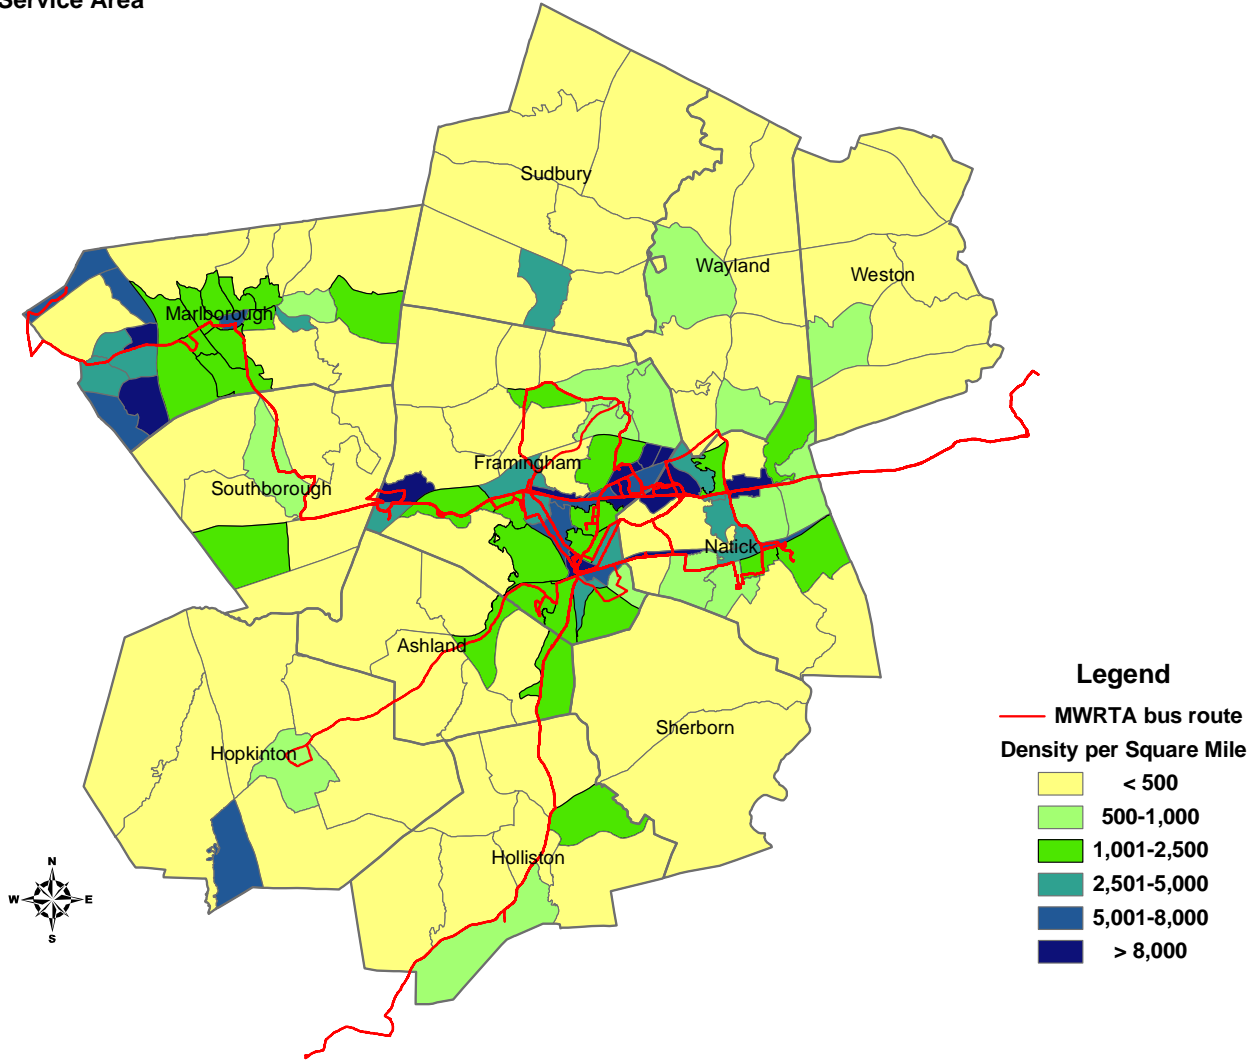 Service Area
Sudbury
Wayland
Weston
Marlborough
Framingham
Southborough
Natick
Ashland
Sherborn
Hopkinton
Holliston
N
W E
S
Legend
MWRTA bus route
Density per Square Mile
< 500
500-1,000
1,001-2,500
2,501-5,000
5,001-8,000
> 8,000